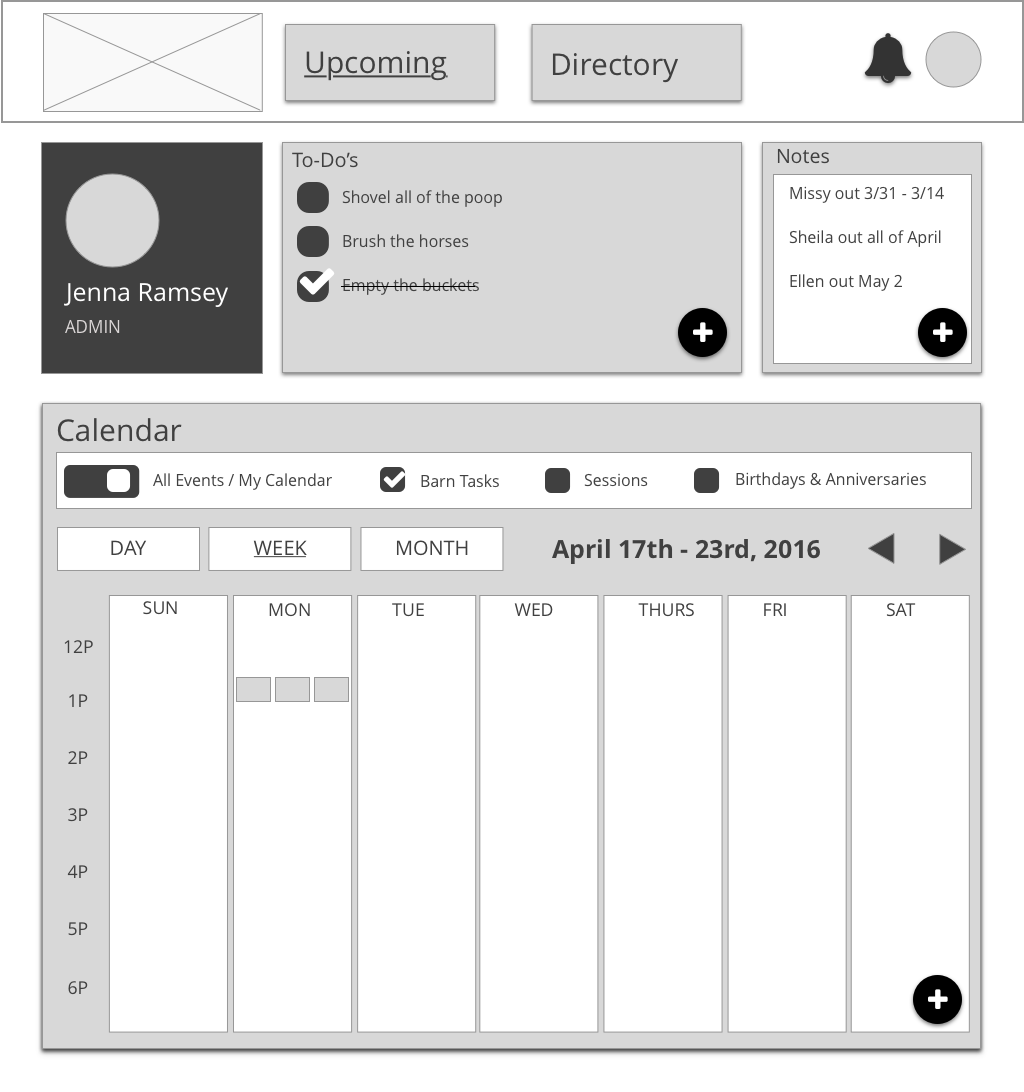 Upcoming
Directory
Jenna Ramsey
ADMIN
To-Do’s
Shovel all of the poop
Brush the horses
Empty the buckets
Notes
Missy out 3/31 - 3/14
Sheila out all of April
Ellen out May 2
Calendar
All Events / My Calendar
Barn Tasks
Sessions
Birthdays & Anniversaries
DAY
WEEK
MONTH
April 17th - 23rd, 2016
SUN MON TUE WED THURS FRI SAT
12P
1P
2P
3P
4P
5P
6P